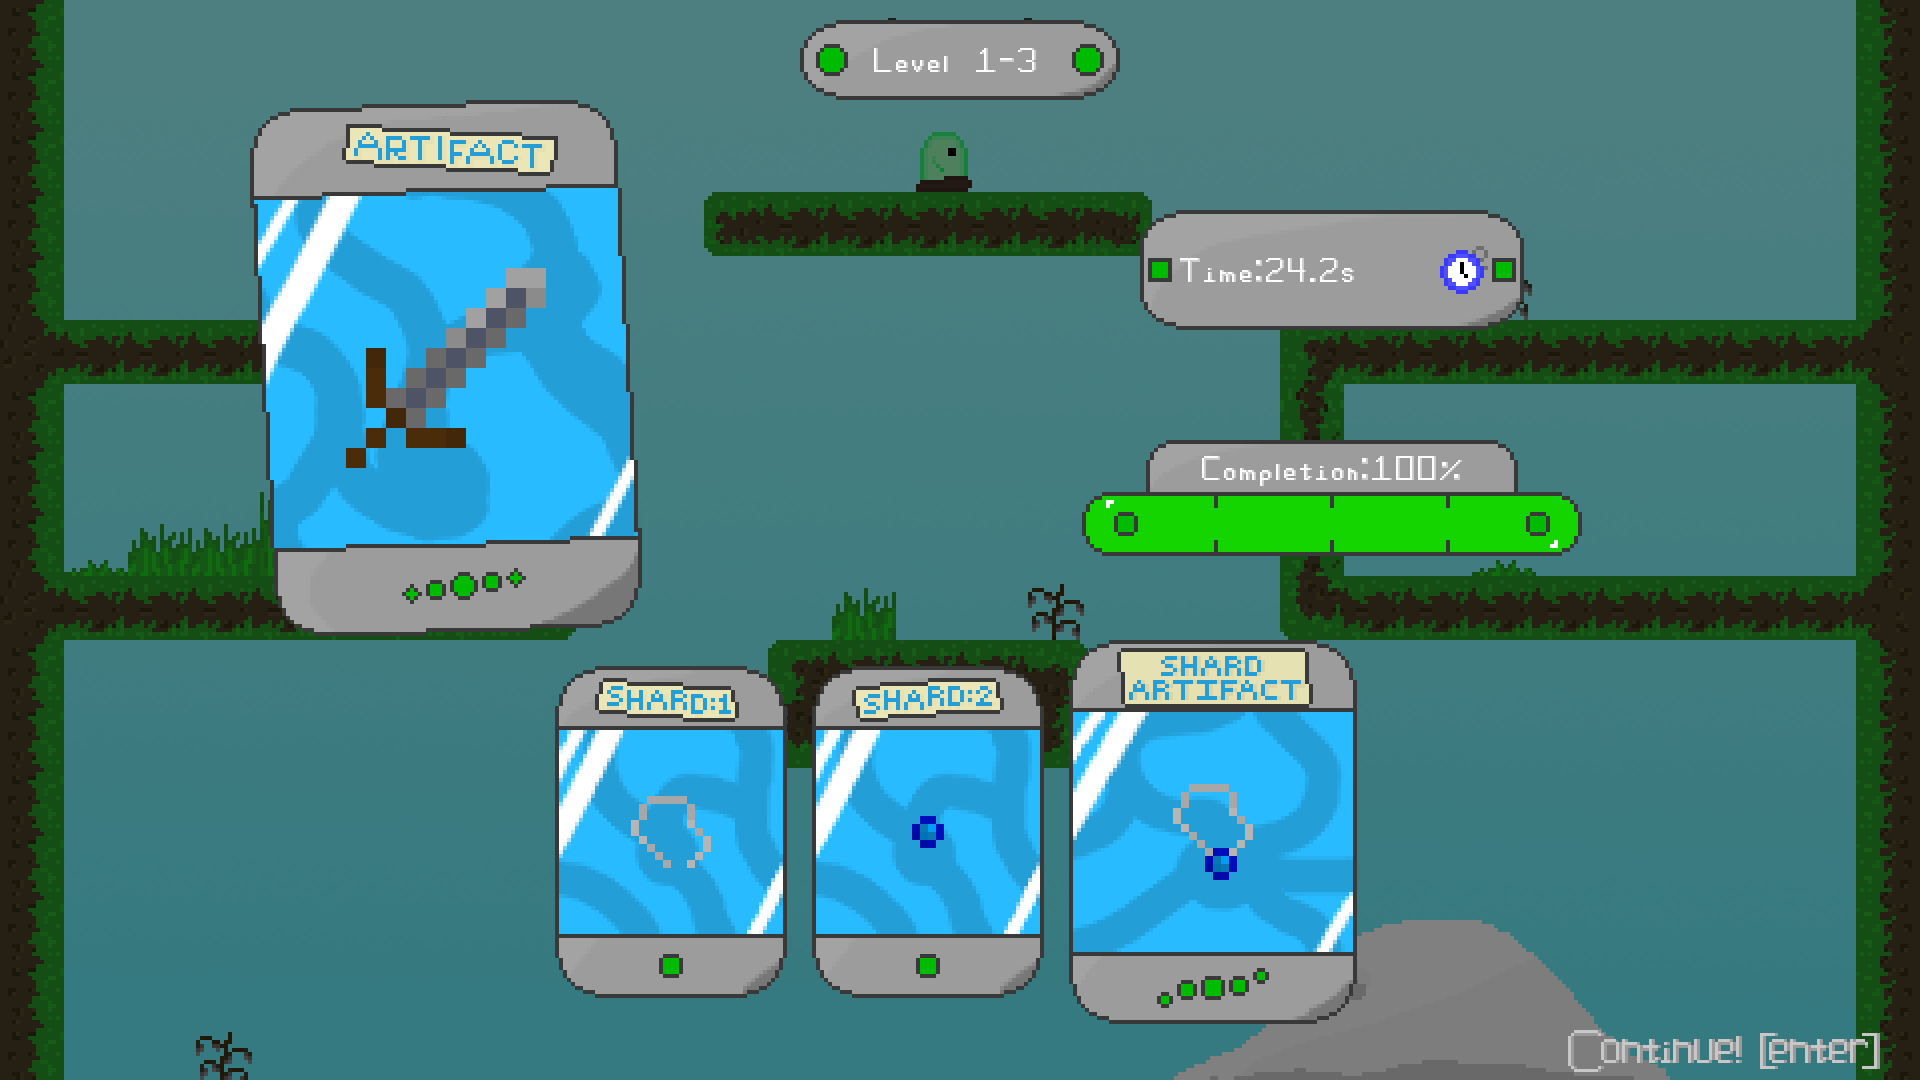 Level 1-3
ARTIFACT
Time:24.2s
Completion:100%
SHARD:1
SHARD:2
SHARD
ARTIFACT
Continue! [enter]